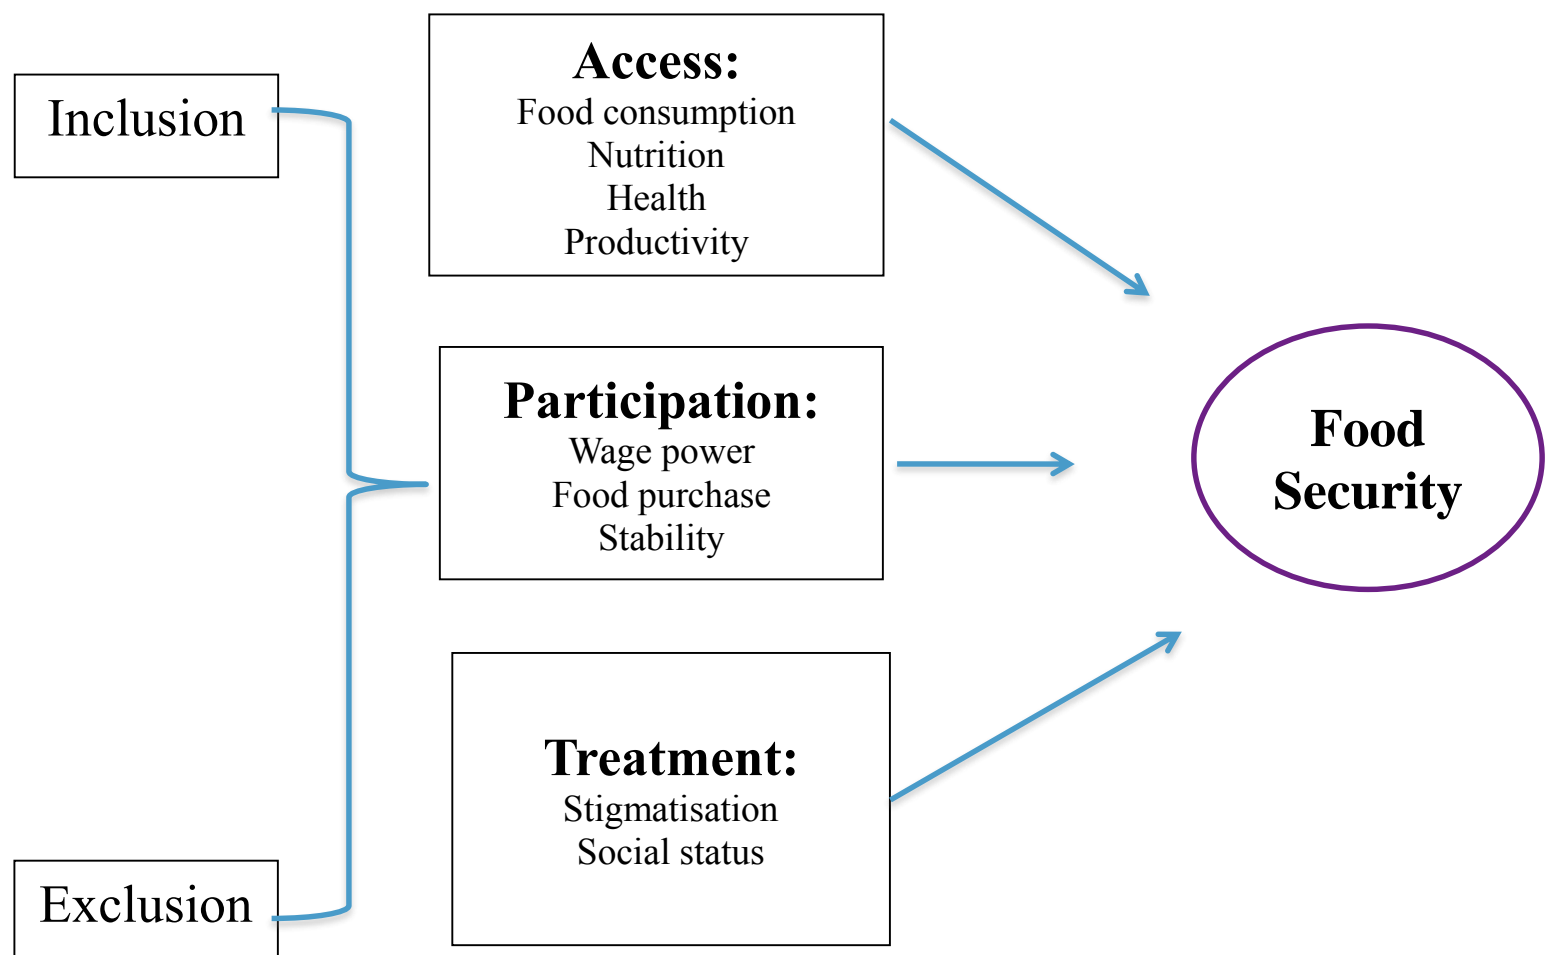 Inclusion
Access:
Food consumption
Nutrition
Health
Productivity
Participation:
Wage power
Food purchase
Stability
Food
Security
Treatment:
Stigmatisation
Social status
Exclusion